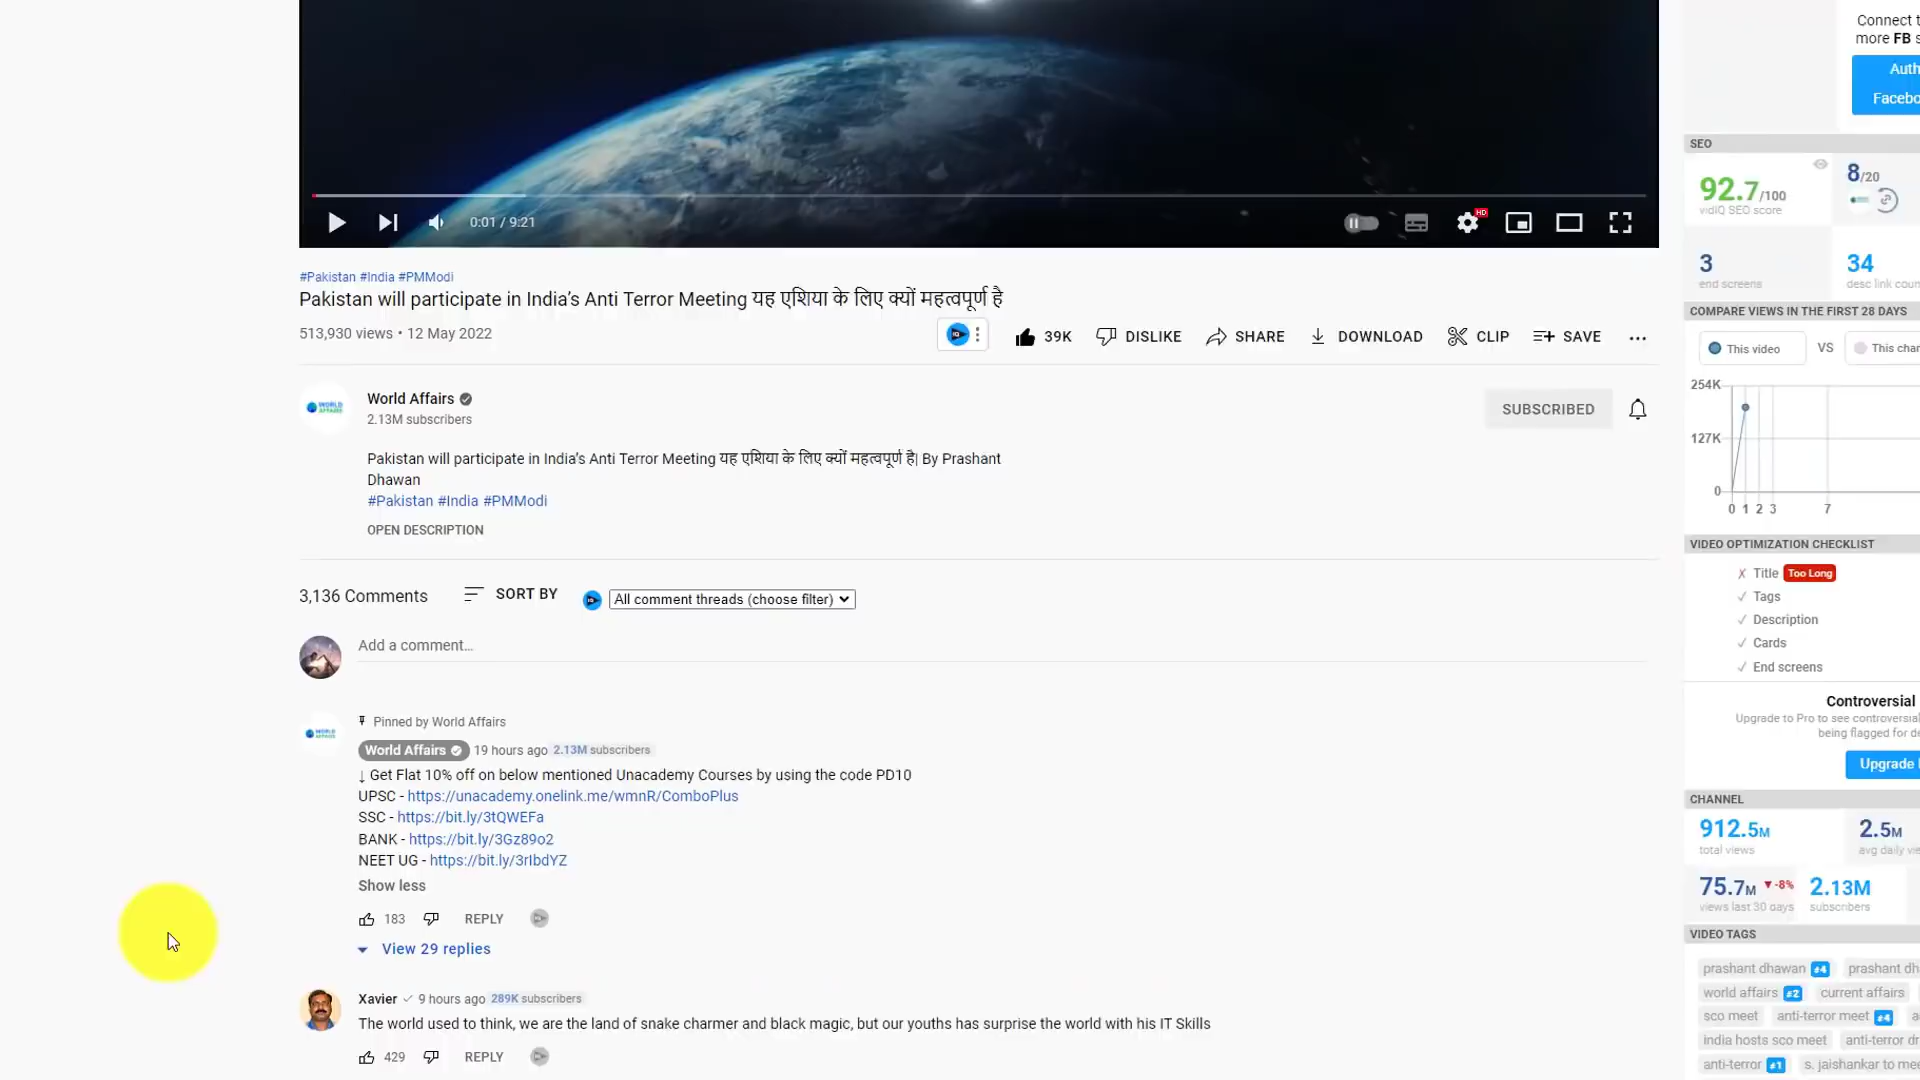 0:01 / 9:21
HD
#Pakistan #India #PMModi
Pakistan will participate in India's Anti Terror Meeting यह एशिया के लिए क्यों महत्वपूर्ण है
513,930 views • 12 May 2022
39K
DISLIKE
SHARE
DOWNLOAD
CLIP
SAVE
World Affairs
2.13M subscribers
SUBSCRIBED
Pakistan will participate in India's Anti Terror Meeting यह एशिया के लिए क्यों महत्वपूर्ण है| By Prashant
Dhawan
#Pakistan #India #PMModi
OPEN DESCRIPTION
3,136 Comments
SORT BY
All comment threads (choose filter)
Add a comment...
Pinned by World Affairs
World Affairs 19 hours ago 2.13M subscribers
↓ Get Flat 10% off on below mentioned Unacademy Courses by using the code PD10
UPSC - https://unacademy.onelink.me/wmnR/ComboPlus
SSC - https://bit.ly/3tQWEFa
BANK - https://bit.ly/3Gz89o2
NEET UG - https://bit.ly/3rIbdYZ
Show less
183 REPLY
View 29 replies
Xavier 9 hours ago 289K subscribers
The world used to think, we are the land of snake charmer and black magic, but our youths has surprise the world with his IT Skills
429 REPLY
Connect
more FB
SEO
92.7/100
vidIQ SEO score
8/20
3
end screens
34
desc link
COMPARE VIEWS IN THE FIRST 28 DAYS
This video VS This
254K
127K
0
0 1 2 3 7
VIDEO OPTIMIZATION CHECKLIST
Title Too Long
Tags
Description
Cards
End screens
Controversial
Upgrade to Pro to see
being flagged for
Upgrade
CHANNEL
912.5M
total views
2.5M
avg daily
75.7M -8%
views last 30 days
2.13M
subscribers
VIDEO TAGS
prashant dhawan #4 prashant
world affairs #2 current affairs
sco meet anti-terror meet #4
india hosts sco meet anti-terror
anti-terror #1 s. jaishankar to